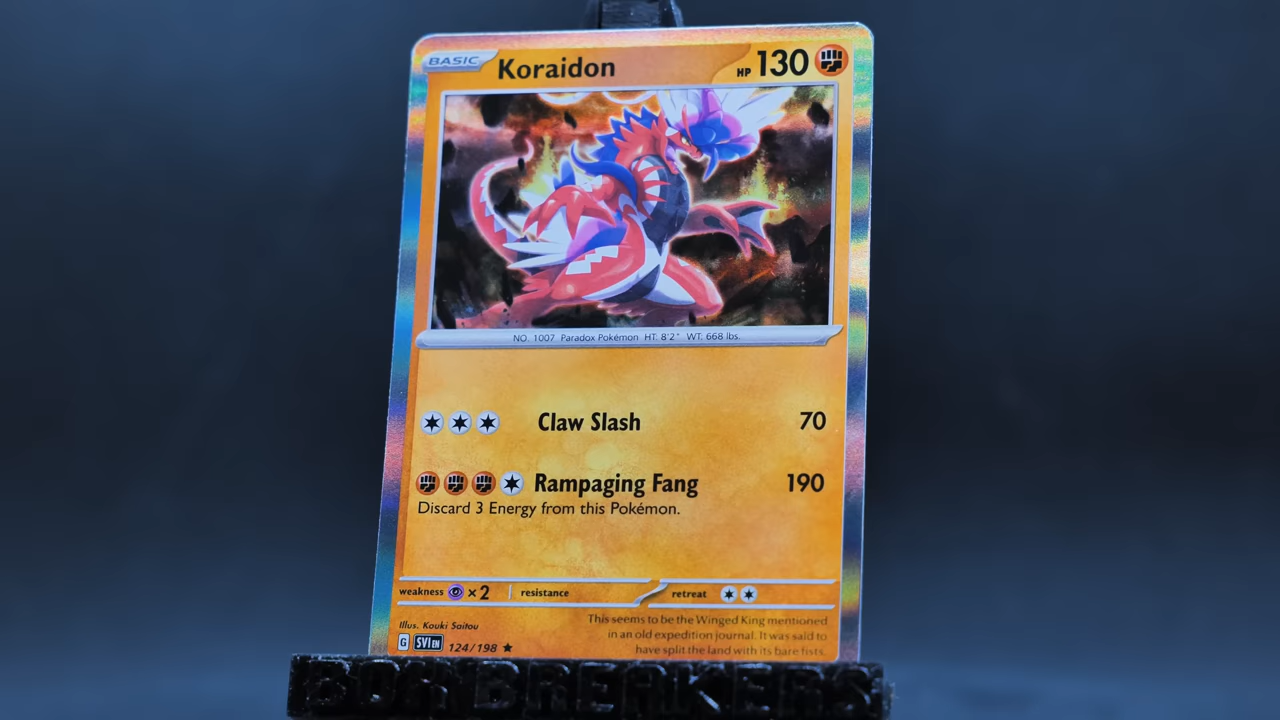 BASIC Koraidon HP 130
NO. 1007 Paradox Pokémon HT: 8'2" WT: 668 lbs.
Claw Slash 70
Rampaging Fang 190
Discard 3 Energy from this Pokémon.
weakness ×2 resistance retreat
Illus. Kouki Saitou
This seems to be the Winged King mentioned
in an old expedition journal. It was said to
have split the land with its bare fists.
G SVI EN 124/198 ★
BOXBREAKERS